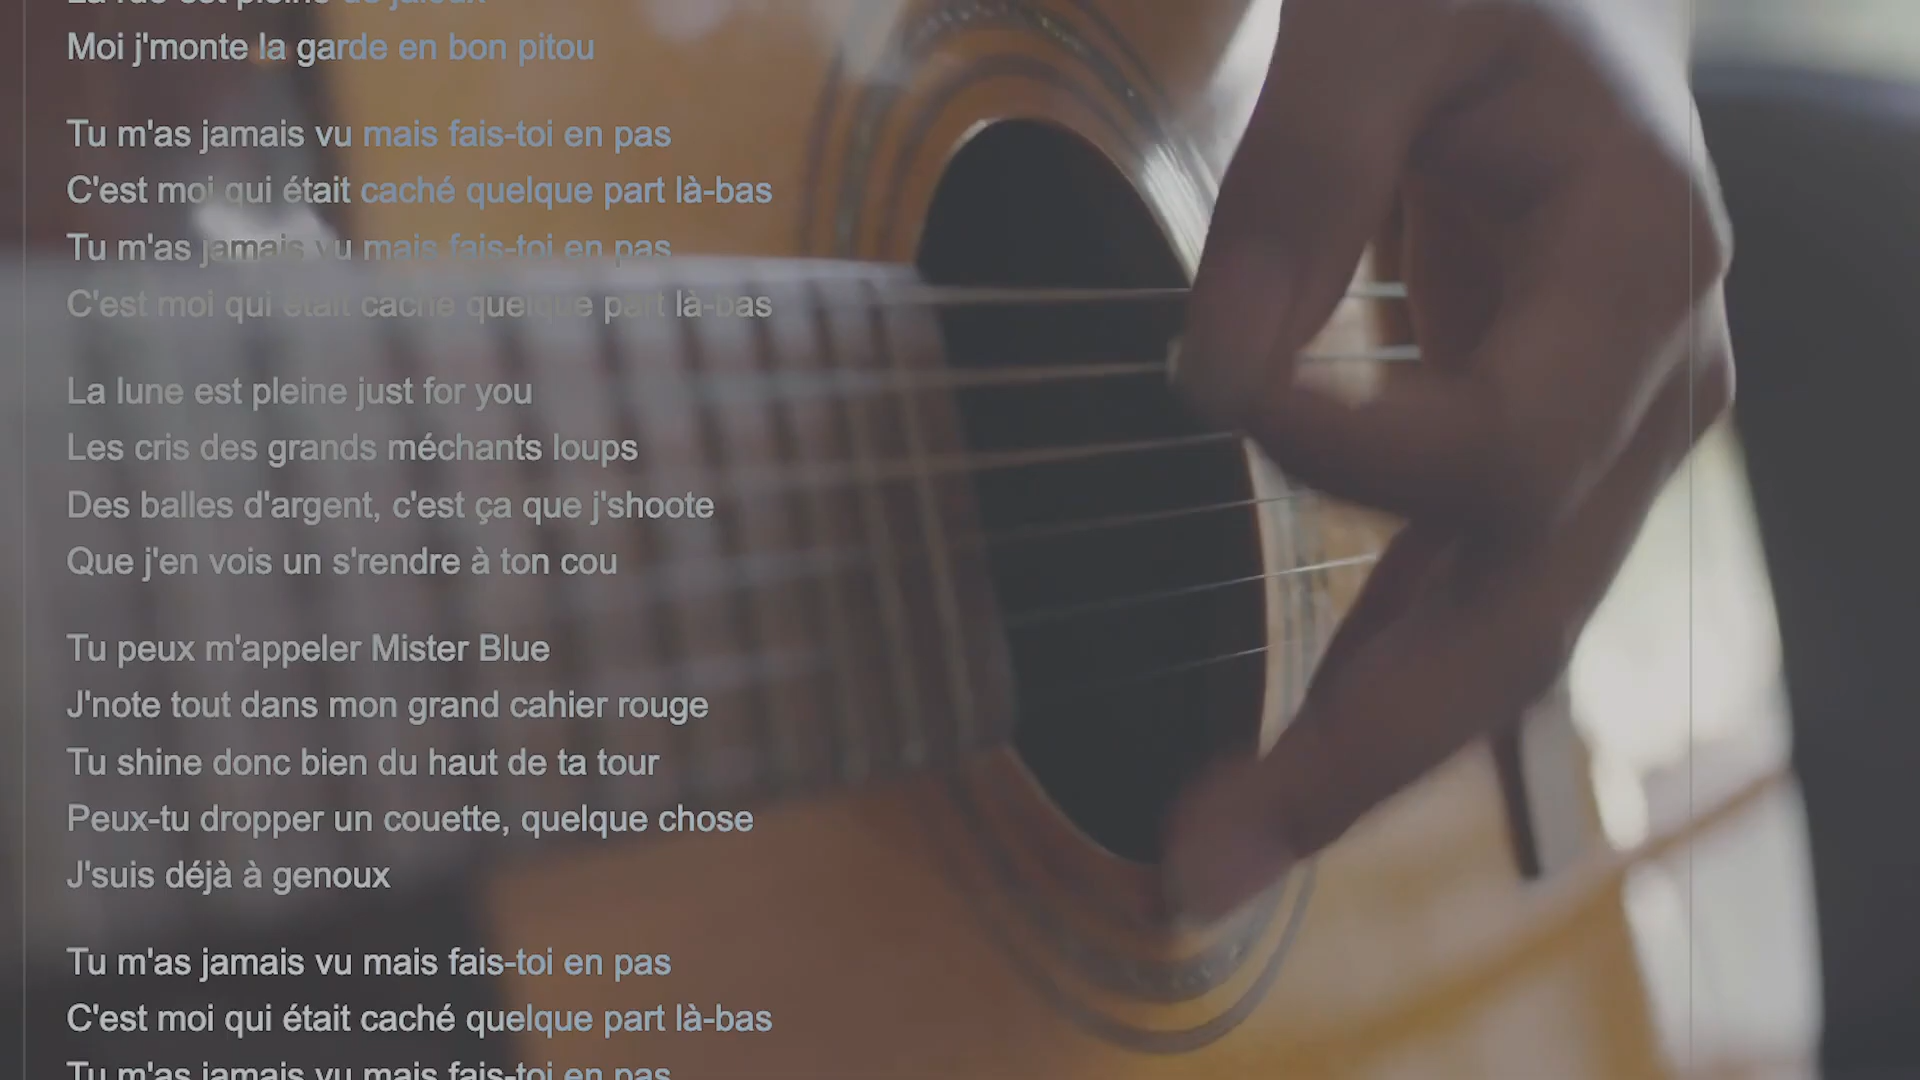 La rue est pleine de jaloux
Moi j'monte la garde en bon pitou
Tu m'as jamais vu mais fais-toi en pas
C'est moi qui était caché quelque part là-bas
Tu m'as jamais vu mais fais-toi en pas
C'est moi qui était caché quelque part là-bas
La lune est pleine just for you
Les cris des grands méchants loups
Des balles d'argent, c'est ça que j'shoote
Que j'en vois un s'rendre à ton cou
Tu peux m'appeler Mister Blue
J'note tout dans mon grand cahier rouge
Tu shine donc bien du haut de ta tour
Peux-tu dropper un couette, quelque chose
J'suis déjà à genoux
Tu m'as jamais vu mais fais-toi en pas
C'est moi qui était caché quelque part là-bas
Tu m'as jamais vu mais fais-toi en pas